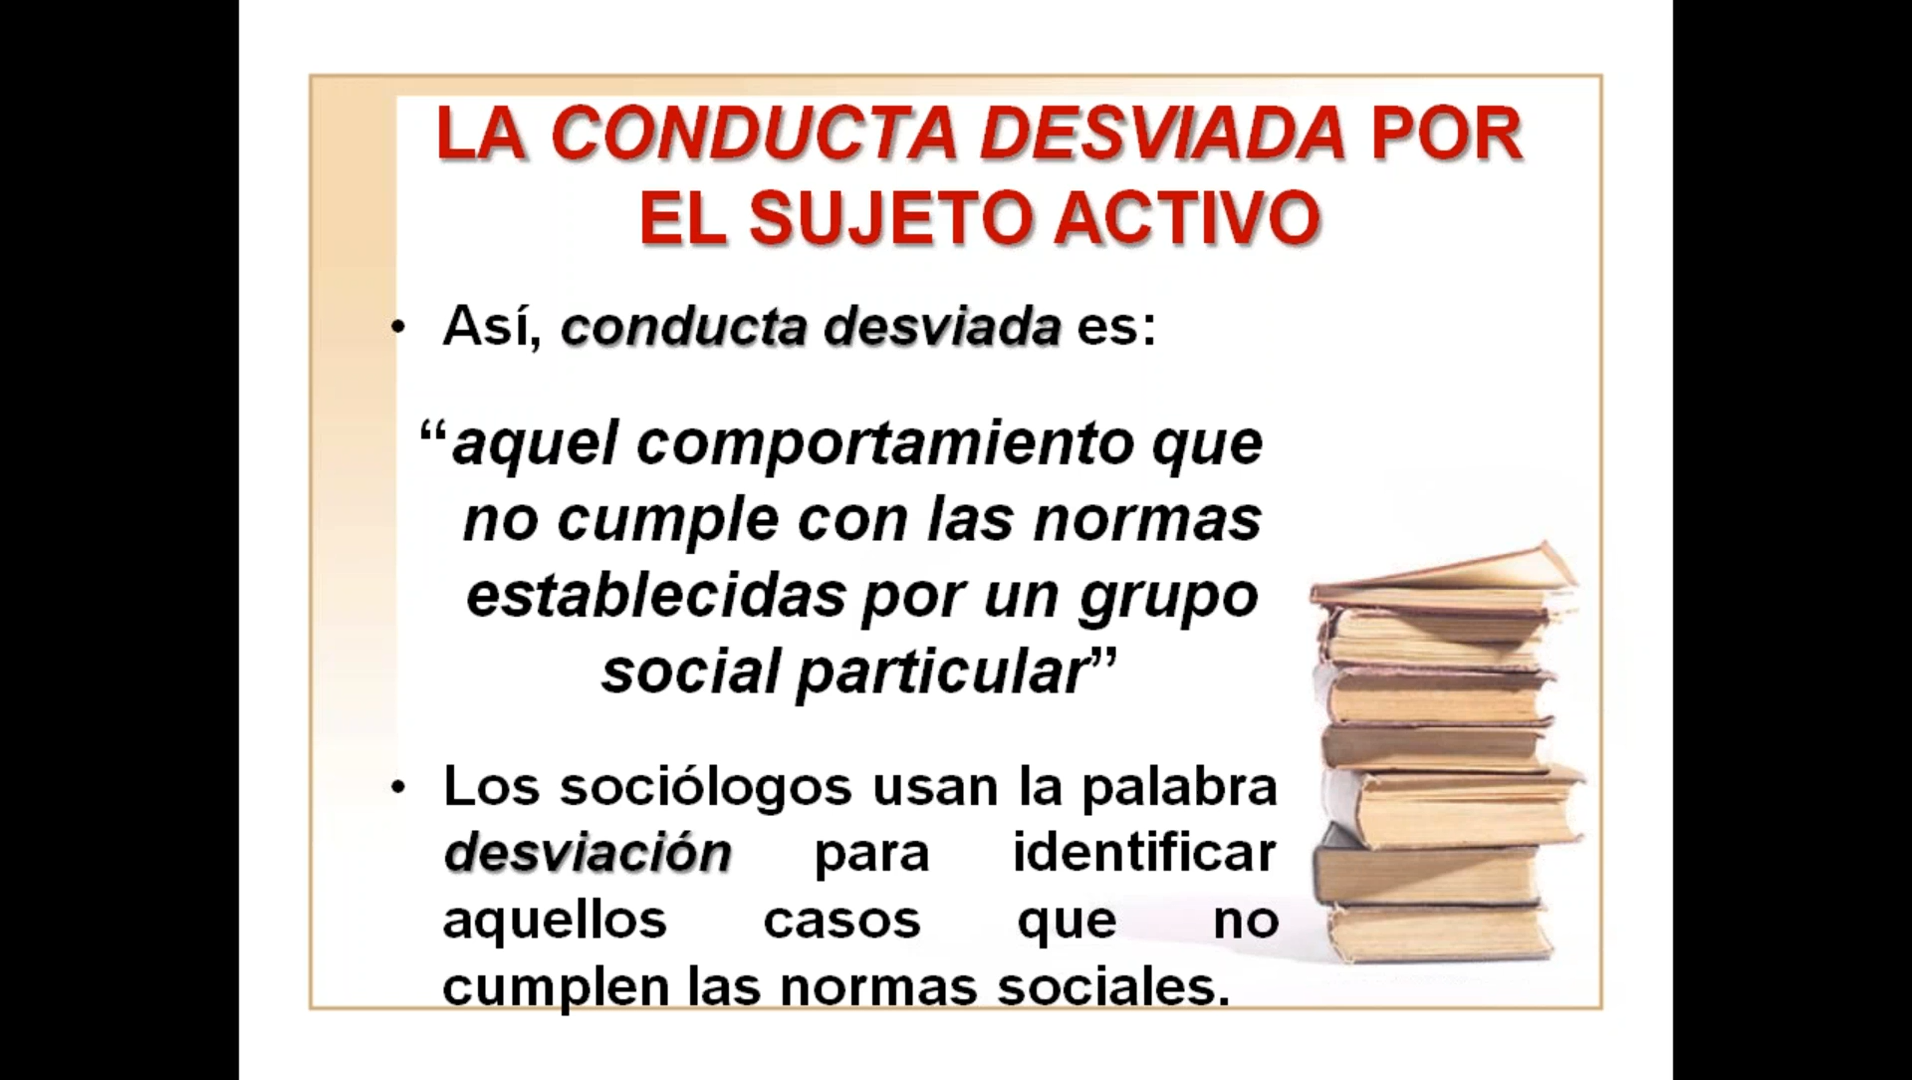 LA CONDUCTA DESVIADA POR
EL SUJETO ACTIVO
• Así, conducta desviada es:
“aquel comportamiento que
no cumple con las normas
establecidas por un grupo
social particular”
• Los sociólogos usan la palabra
desviación para identificar
aquellos casos que no
cumplen las normas sociales.